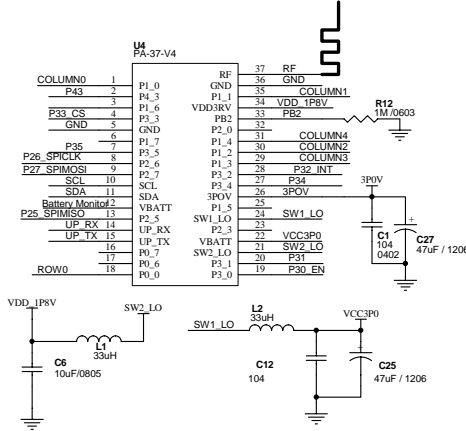 U4
PA-37-V4
COLUMN0 1 P1_0
P43 2 P4_3
3 P1_6
P33_CS 4 P3_3
GND 5 GND
6 P1_7
P35 7 P3_5
P26_SPICLK 8 P2_6
P27_SPIMOSI 9 P2_7
SCL 10 SCL
SDA 11 SDA
Battery Monitor 12 VBATT
P25_SPIMISO 13 P2_5
UP_RX 14 UP_RX
UP_TX 15 UP_TX
16 P0_7
17 P0_6
ROW0 18 P0_0
RF 37 RF
GND 36 GND
P1_1 35 COLUMN1
VDD3RV 34 VDD_1P8V
PB2 33 PB2
P2_0 32
P1_4 31 COLUMN4
P1_2 30 COLUMN2
P1_3 29 COLUMN3
P3_2 28 P32_INT
P3_4 27 P34
3POV 26 3POV
P1_5 25
SW1_LO 24 SW1_LO
P2_3 23
VBATT 22 VCC3P0
SW2_LO 21 SW2_LO
P3_1 20 P31
P3_0 19 P30_EN
R12
1M /0603
3P0V
C1
104
0402
C27
47uF / 1206
VDD_1P8V
SW2_LO
L1
33uH
C6
10uF/0805
SW1_LO
L2
33uH
VCC3P0
C12
104
C25
47uF / 1206